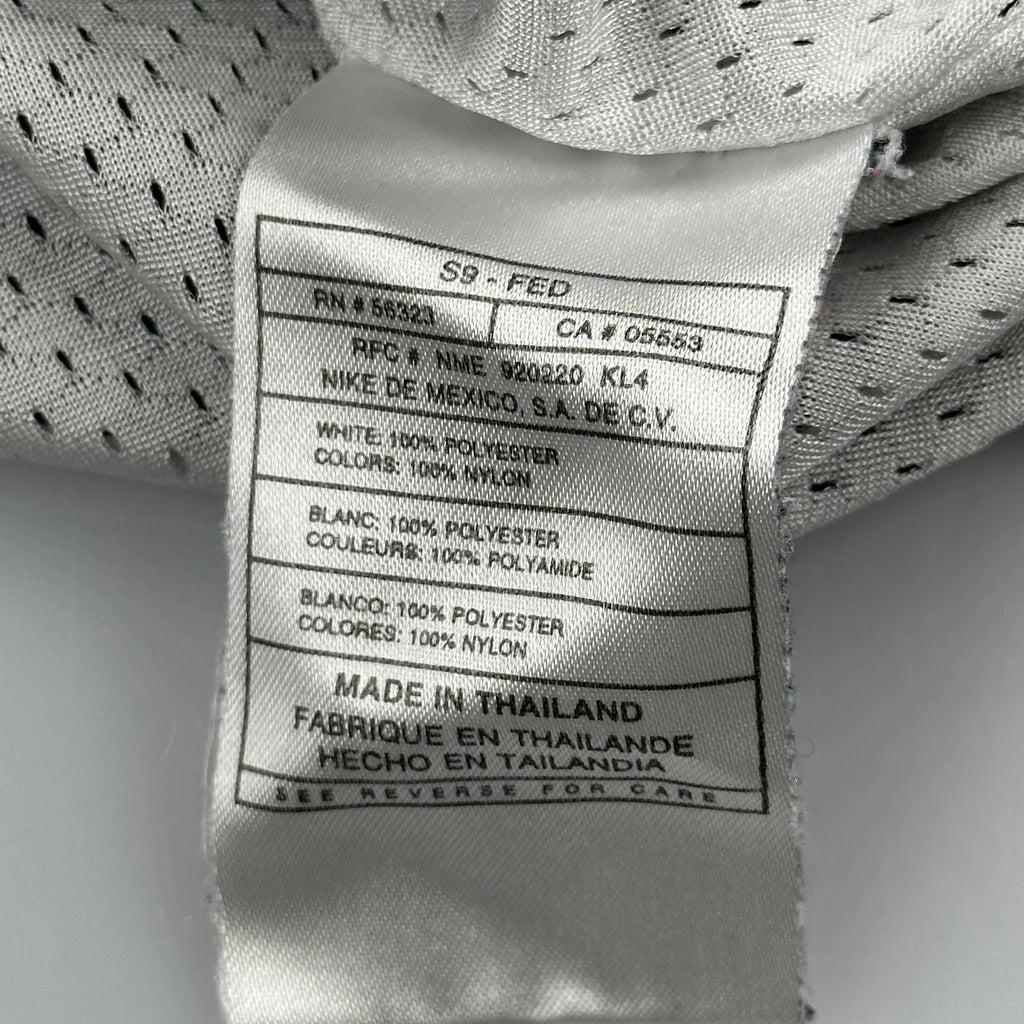 S9 - FED
RN # 56323
CA # 05553
RFC #. NME 920220 KL4
NIKE DE MEXICO, S.A. DE C.V.
WHITE: 100% POLYESTER
COLORS: 100% NYLON
BLANC: 100% POLYESTER
COULEURS: 100% POLYAMIDE
BLANCO: 100% POLYESTER
COLORES: 100% NYLON
MADE IN THAILAND
FABRIQUE EN THAILANDE
HECHO EN TAILANDIA
SEE REVERSE FOR CARE